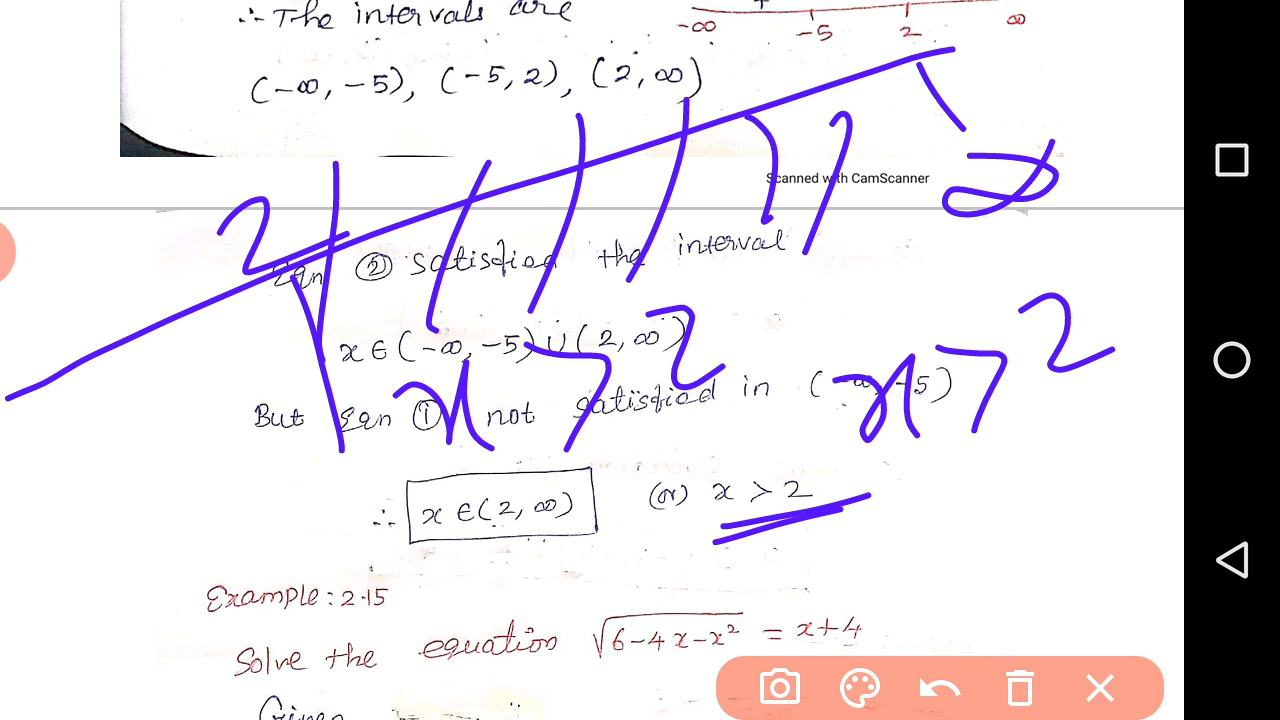 ∴ The intervals are
-∞ -5 2 ∞
(-∞, -5), (-5, 2), (2, ∞)
Scanned with CamScanner
2 ∞
Eqn ② satisfied the interval
x ∈ (-∞, -5) ∪ (2, ∞)
x > 2 x > 2
But Eqn ① not satisfied in (-∞, -5)
∴ x ∈ (2, ∞) (or) x > 2
Example: 2.15
Solve the equation √6-4x-x² = x+4
Given